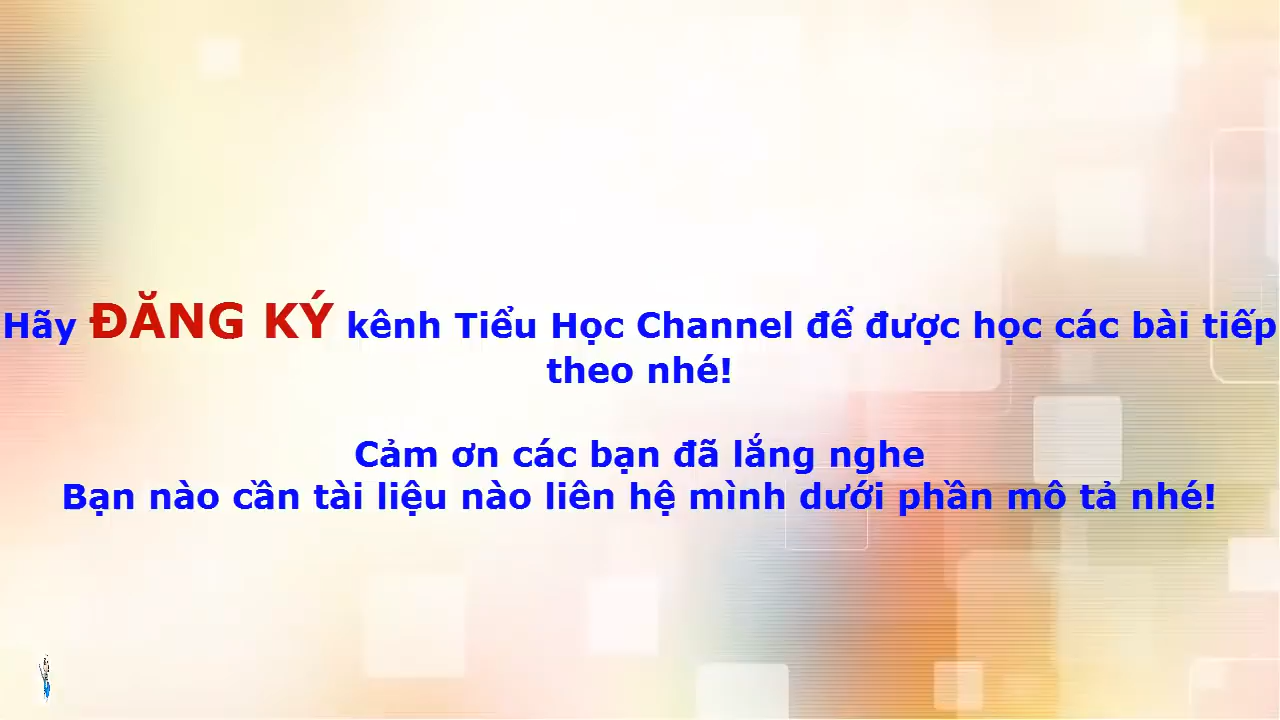 Hãy ĐĂNG KÝ kênh Tiểu Học Channel để được học các bài tiếp
theo nhé!
Cảm ơn các bạn đã lắng nghe
Bạn nào cần tài liệu nào liên hệ mình dưới phần mô tả nhé!